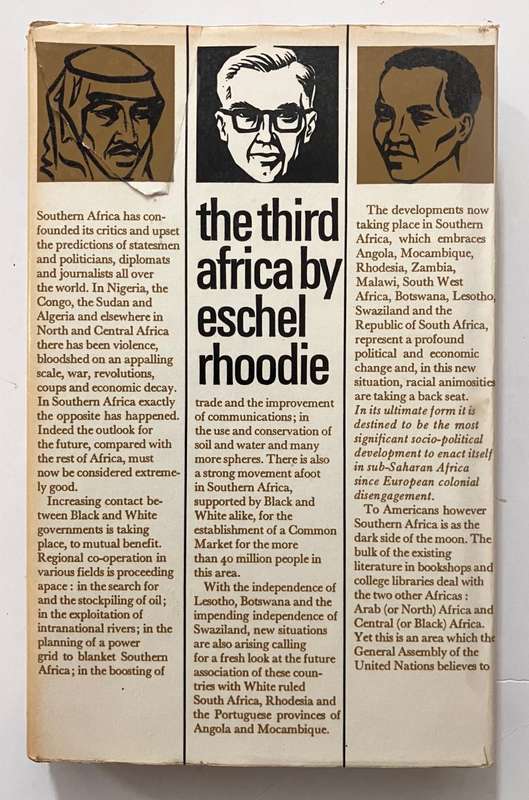 Southern Africa has con-
founded its critics and upset
the predictions of statesmen
and politicians, diplomats
and journalists all over
the world. In Nigeria, the
Congo, the Sudan and
Algeria and elsewhere in
North and Central Africa
there has been violence,
bloodshed on an appalling
scale, war, revolutions,
coups and economic decay.
In Southern Africa exactly
the opposite has happened.
Indeed the outlook for
the future, compared with
the rest of Africa, must
now be considered extreme-
ly good.
Increasing contact be-
tween Black and White
governments is taking
place, to mutual benefit.
Regional co-operation in
various fields is proceeding
apace : in the search for
and the stockpiling of oil;
in the exploitation of
intranational rivers; in the
planning of a power
grid to blanket Southern
Africa; in the boosting of
the third
africa by
eschel
rhoodie
trade and the improvement
of communications; in
the use and conservation of
soil and water and many
more spheres. There is also
a strong movement afoot
in Southern Africa,
supported by Black and
White alike, for the
establishment of a Common
Market for the more
than 40 million people in
this area.
With the independence of
Lesotho, Botswana and the
impending independence of
Swaziland, new situations
are also arising calling
for a fresh look at the future
association of these coun-
tries with White ruled
South Africa, Rhodesia and
the Portuguese provinces of
Angola and Mocambique.
The developments now
taking place in Southern
Africa, which embraces
Angola, Mocambique,
Rhodesia, Zambia,
Malawi, South West
Africa, Botswana, Lesotho,
Swaziland and the
Republic of South Africa,
represent a profound
political and economic
change and, in this new
situation, racial animosities
are taking a back seat.
In its ultimate form it is
destined to be the most
significant socio-political
development to enact itself
in sub-Saharan Africa
since European colonial
disengagement.
To Americans however
Southern Africa is as the
dark side of the moon. The
bulk of the existing
literature in bookshops and
college libraries deal with
the two other Africas :
Arab (or North) Africa and
Central (or Black) Africa.
Yet this is an area which the
General Assembly of the
United Nations believes to